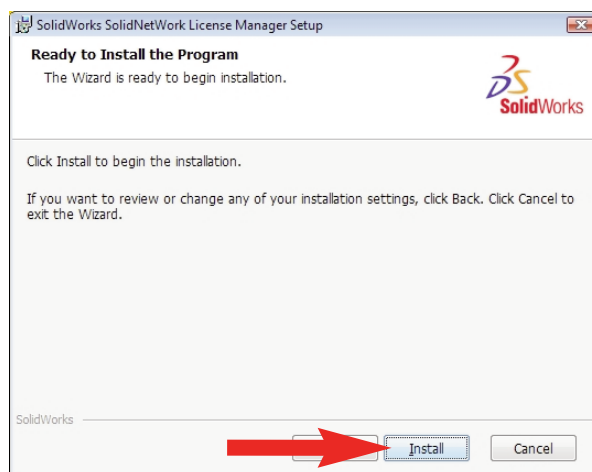 SolidWorks SolidNetWork License Manager Setup
Ready to Install the Program
The Wizard is ready to begin installation.
SolidWorks
Click Install to begin the installation.
If you want to review or change any of your installation settings, click Back. Click Cancel to
exit the Wizard.
SolidWorks
Install Cancel